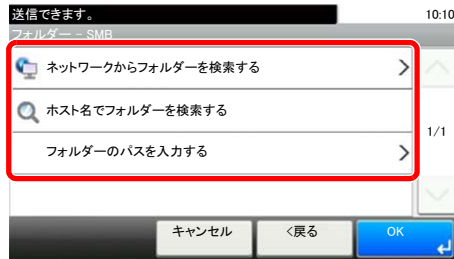 送信できます。 10:10
フォルダー - SMB
ネットワークからフォルダーを検索する
ホスト名でフォルダーを検索する
1/1
フォルダーのパスを入力する
キャンセル <戻る OK